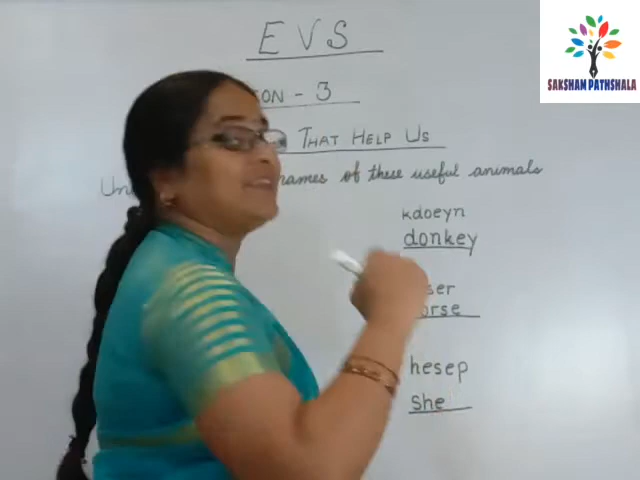 EVS
SAKSHAM PATHSHALA
ON - 3
THAT HELP US
names of these useful animals
kdoeyn
donkey
ser
orse
hesep
She